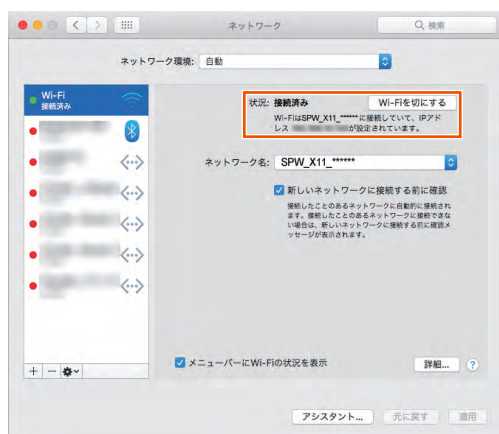 ネットワーク
検索
ネットワーク環境: 自動
Wi-Fi
接続済み
状況: 接続済み
Wi-Fiを切にする
Wi-FiはSPW_X11_******に接続していて、IPアド
レス が設定されています。
ネットワーク名: SPW_X11_******
新しいネットワークに接続する前に確認
接続したことのあるネットワークに自動的に接続され
ます。接続したことのあるネットワークに接続できな
い場合は、新しいネットワークに接続する前に確認メ
ッセージが表示されます。
メニューバーにWi-Fiの状況を表示
詳細...
?
アシスタント...
元に戻す
適用